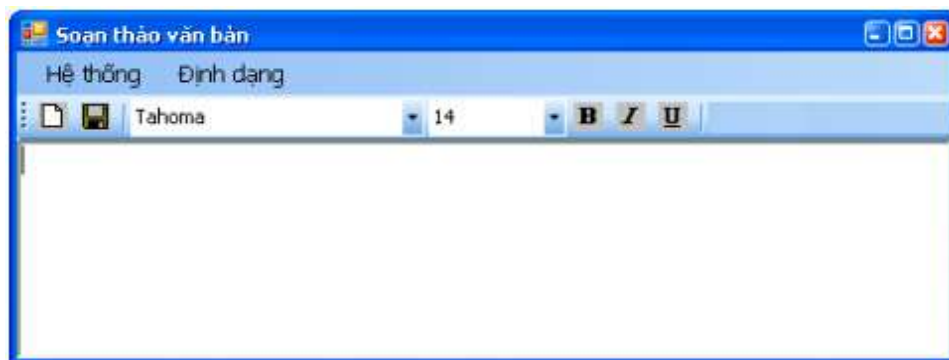 Soạn thảo văn bản
Hệ thống Định dạng
Tahoma 14 B I U